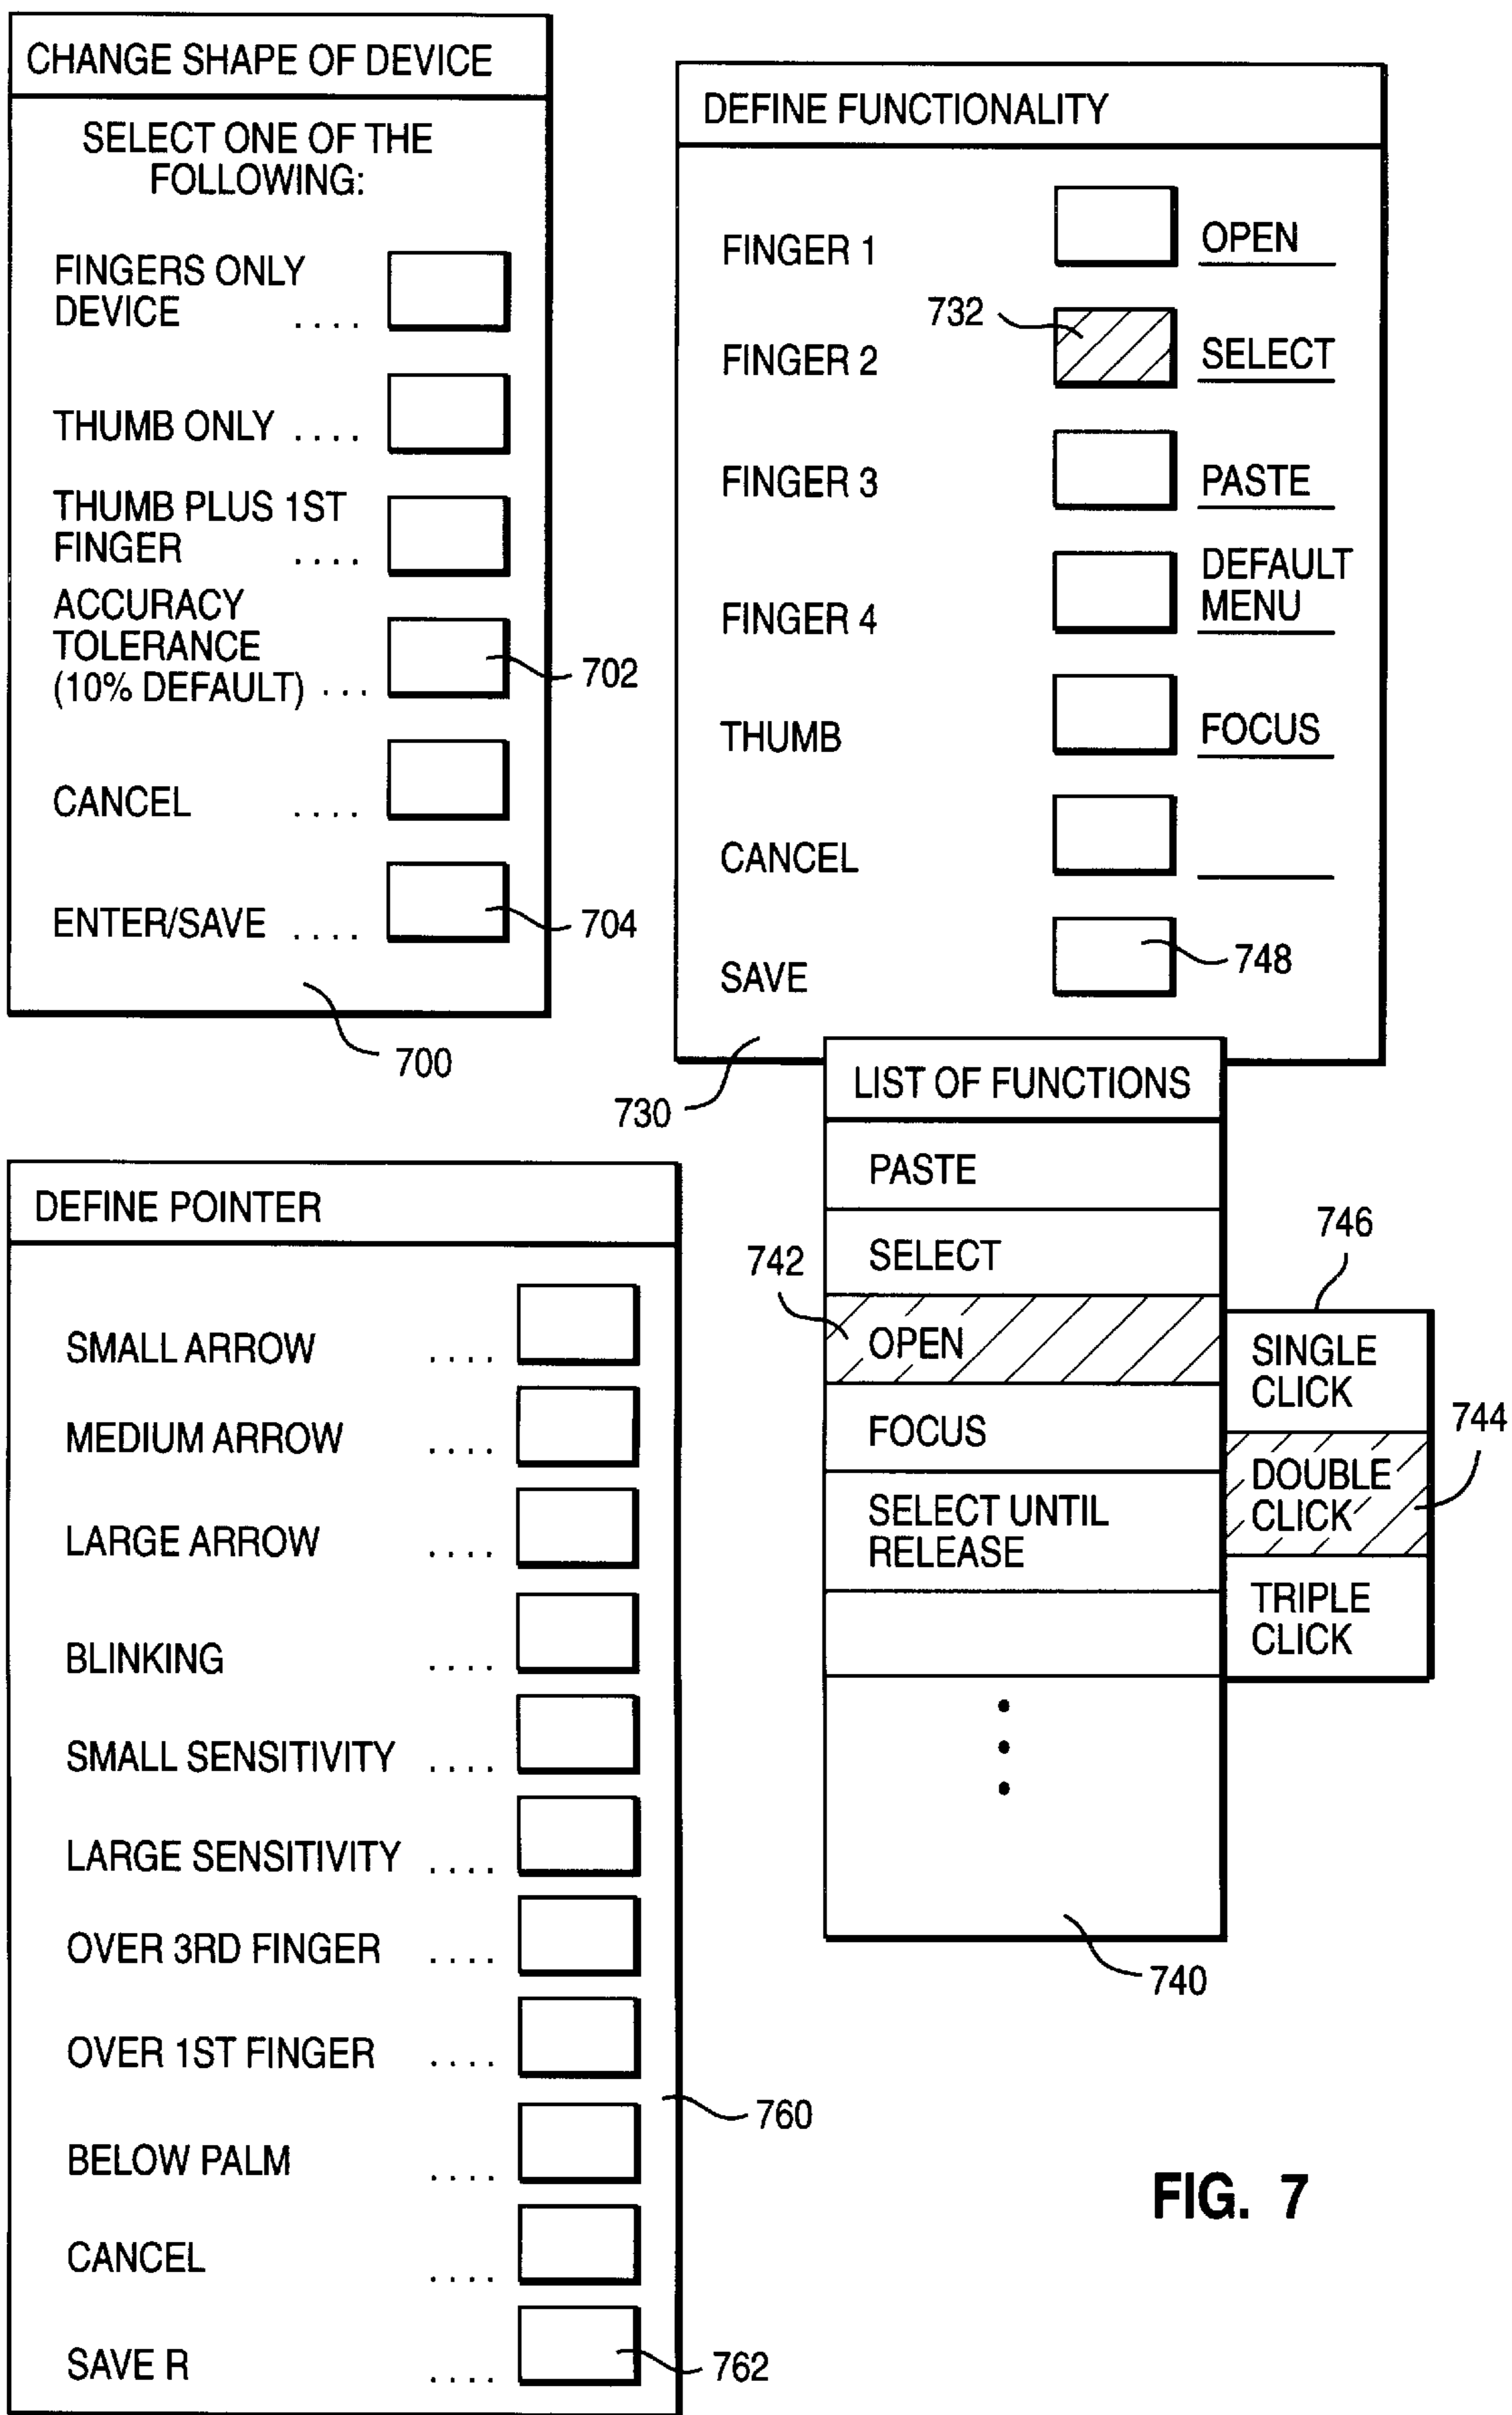 CHANGE SHAPE OF DEVICE
SELECT ONE OF THE
FOLLOWING:
FINGERS ONLY
DEVICE ....
THUMB ONLY ....
THUMB PLUS 1ST
FINGER ....
ACCURACY
TOLERANCE
(10% DEFAULT) ...
702
CANCEL ....
ENTER/SAVE ....
704
700
DEFINE FUNCTIONALITY
FINGER 1 OPEN
732
FINGER 2 SELECT
FINGER 3 PASTE
DEFAULT
FINGER 4 MENU
THUMB FOCUS
CANCEL
SAVE 748
730
LIST OF FUNCTIONS
PASTE
SELECT
742
OPEN
FOCUS
SELECT UNTIL
RELEASE
740
746
SINGLE
CLICK
744
DOUBLE
CLICK
TRIPLE
CLICK
DEFINE POINTER
SMALL ARROW ....
MEDIUM ARROW ....
LARGE ARROW ....
BLINKING ....
SMALL SENSITIVITY ....
LARGE SENSITIVITY ....
OVER 3RD FINGER ....
OVER 1ST FINGER ....
760
BELOW PALM ....
CANCEL ....
SAVE R .... 762
FIG. 7